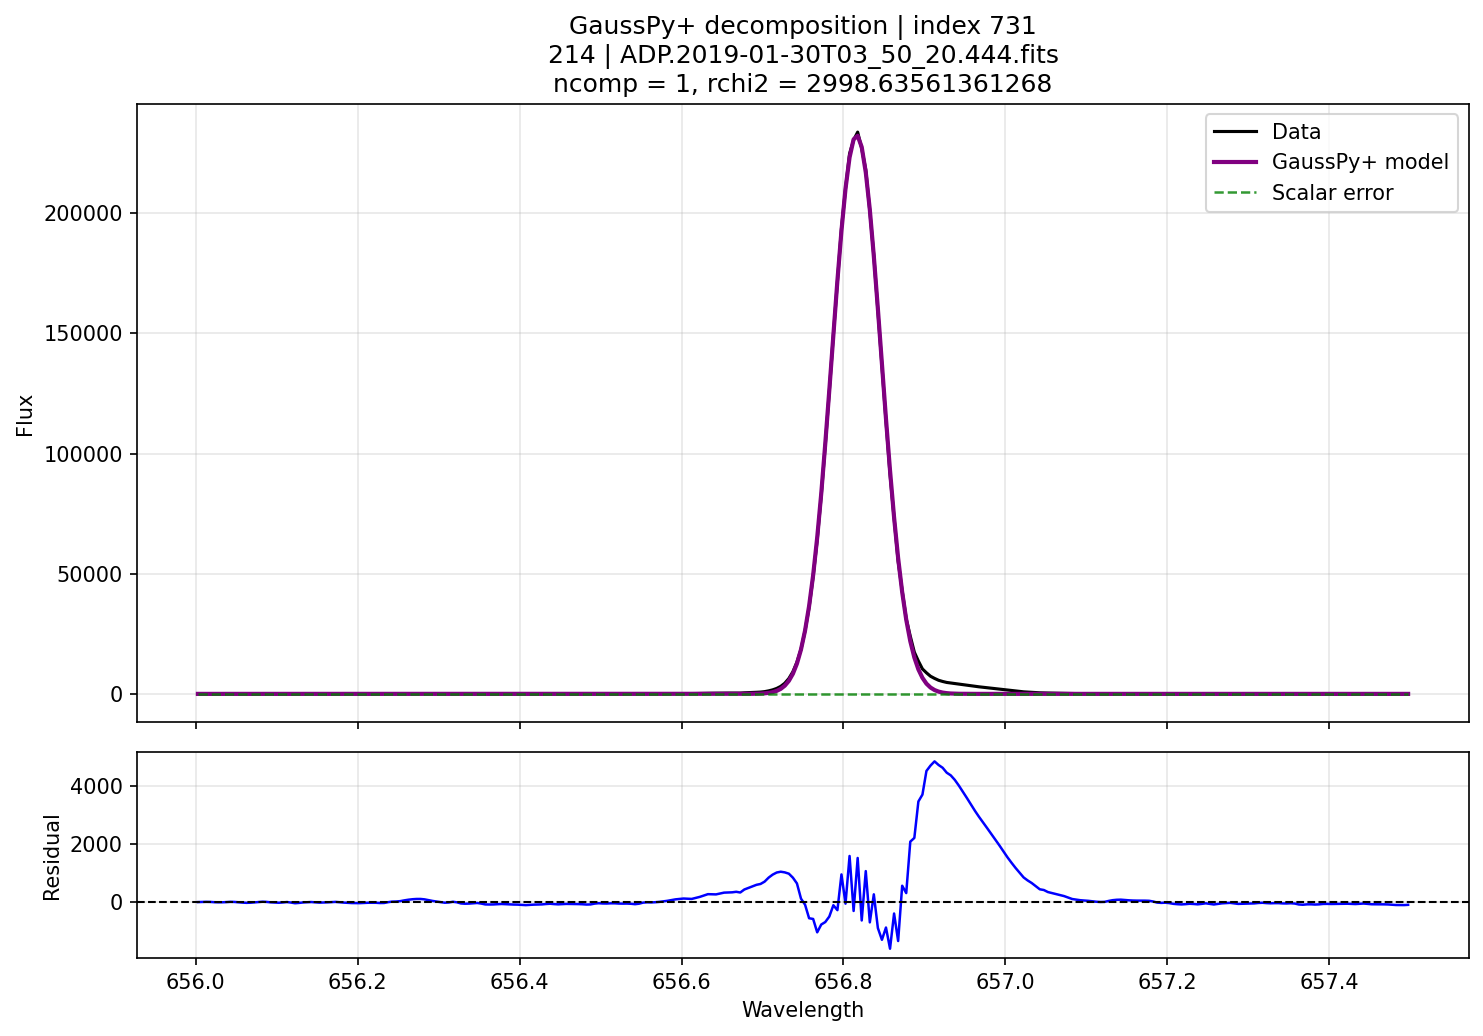 GaussPy+ decomposition | index 731
214 | ADP.2019-01-30T03_50_20.444.fits
ncomp = 1, rchi2 = 2998.63561361268
Data
GaussPy+ model
Scalar error
Flux
200000
150000
100000
50000
0
Residual
4000
2000
0
656.0 656.2 656.4 656.6 656.8 657.0 657.2 657.4
Wavelength